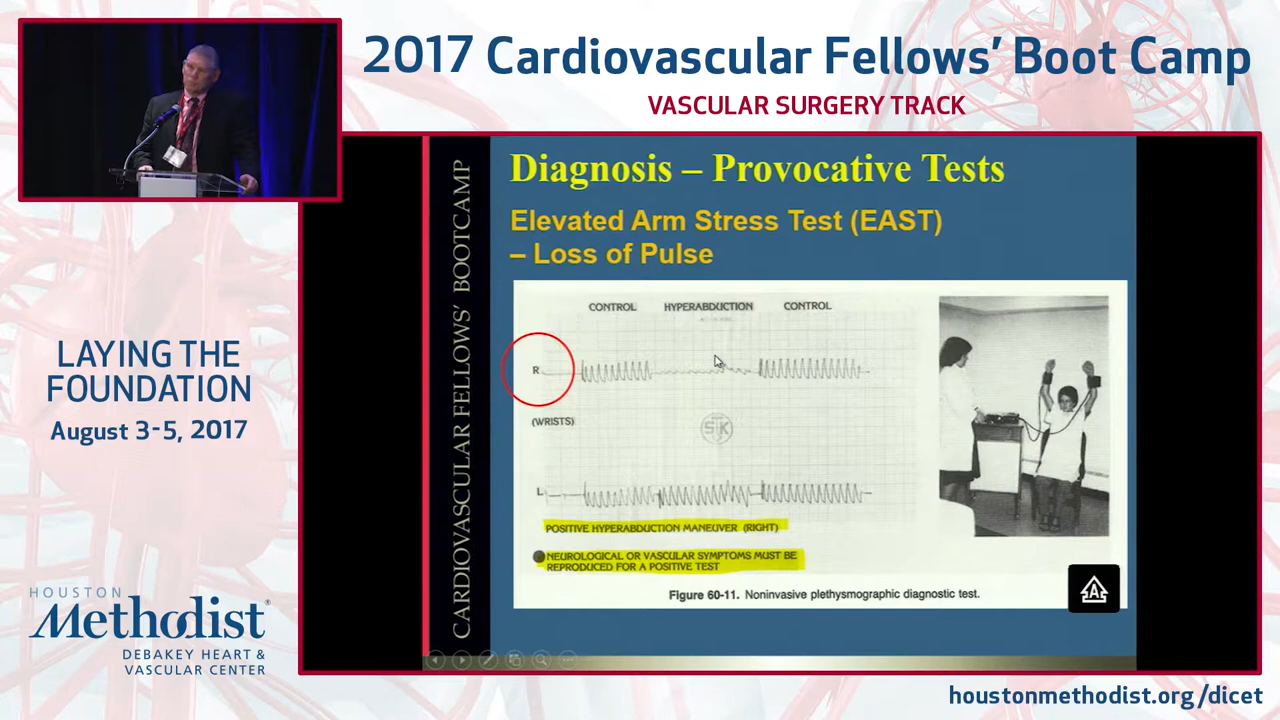 2017 Cardiovascular Fellows' Boot Camp
VASCULAR SURGERY TRACK
LAYING THE
FOUNDATION
August 3-5, 2017
HOUSTON
Methodist®
DEBAKEY HEART &
VASCULAR CENTER
CARDIOVASCULAR FELLOWS' BOOTCAMP
Diagnosis – Provocative Tests
Elevated Arm Stress Test (EAST)
– Loss of Pulse
CONTROL HYPERABDUCTION CONTROL
R
(WRISTS)
L
POSITIVE HYPERABDUCTION MANEUVER (RIGHT)
NEUROLOGICAL OR VASCULAR SYMPTOMS MUST BE
REPRODUCED FOR A POSITIVE TEST
Figure 60-11. Noninvasive plethysmographic diagnostic test.
houstonmethodist.org/dicet